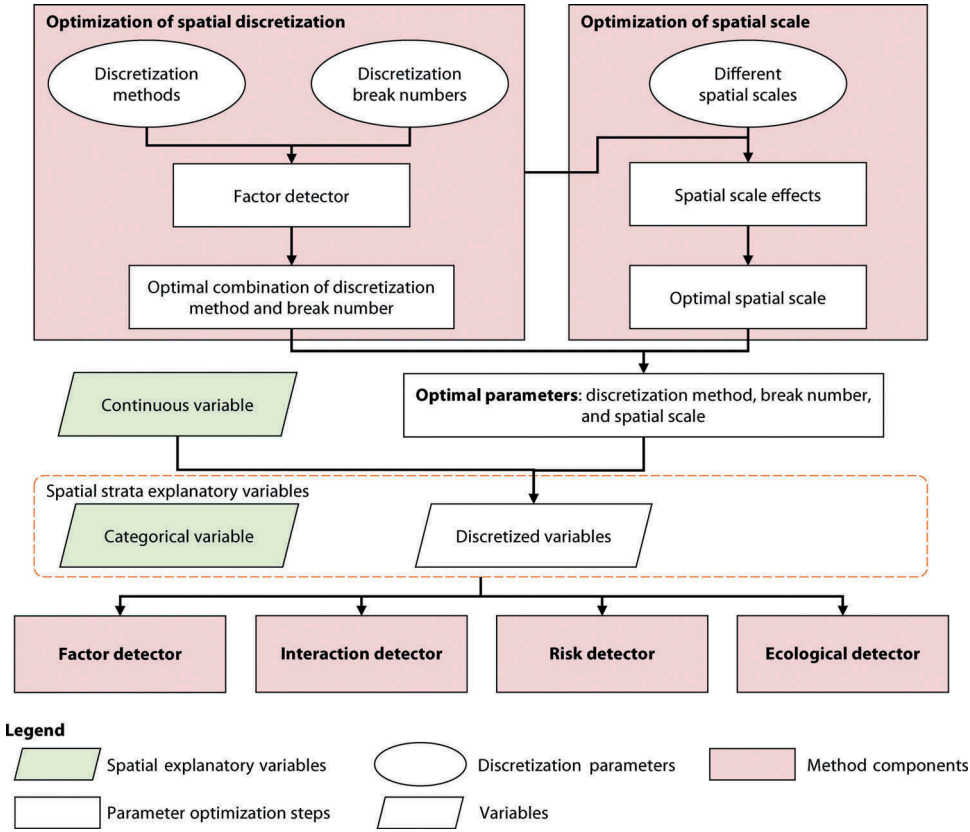 Optimization of spatial discretization
Discretization
methods
Discretization
break numbers
Factor detector
Optimal combination of discretization
method and break number
Optimization of spatial scale
Different
spatial scales
Spatial scale effects
Optimal spatial scale
Continuous variable
Optimal parameters: discretization method, break number,
and spatial scale
Spatial strata explanatory variables
Categorical variable
Discretized variables
Factor detector
Interaction detector
Risk detector
Ecological detector
Legend
Spatial explanatory variables
Discretization parameters
Method components
Parameter optimization steps
Variables